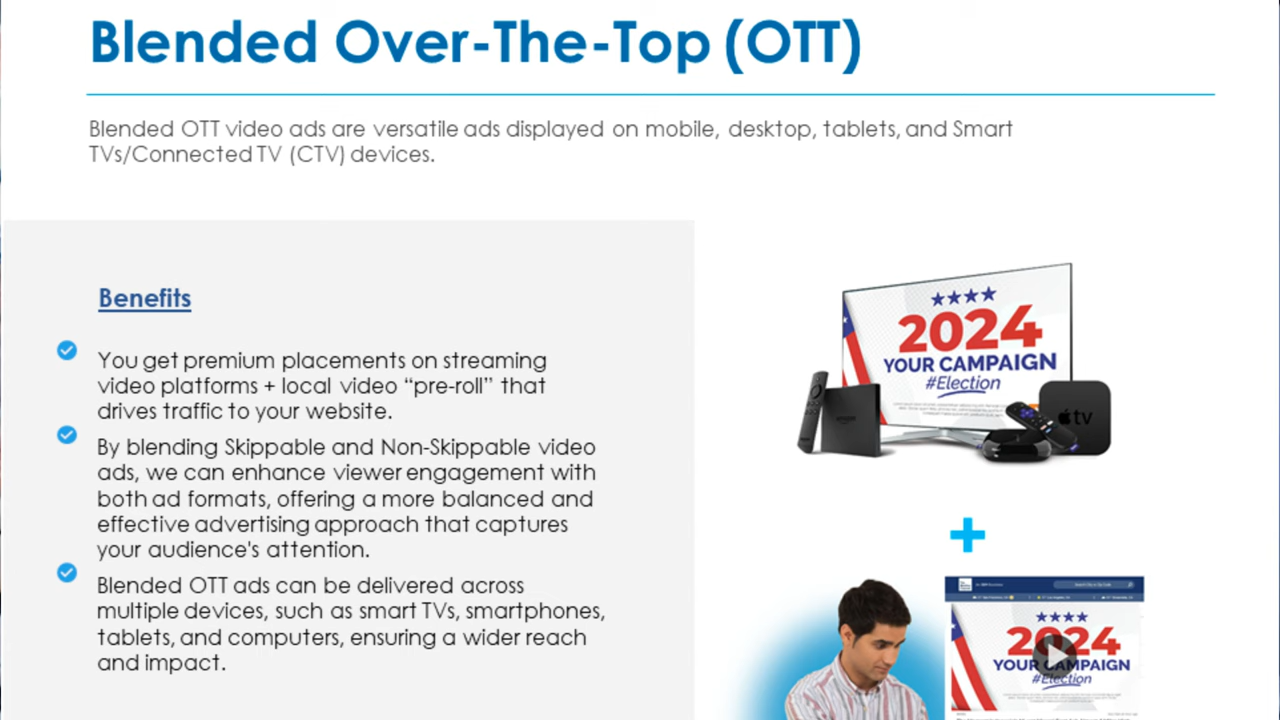 Blended Over-The-Top (OTT)
Blended OTT video ads are versatile ads displayed on mobile, desktop, tablets, and Smart
TVs/Connected TV (CTV) devices.
Benefits
You get premium placements on streaming
video platforms + local video “pre-roll” that
drives traffic to your website.
By blending Skippable and Non-Skippable video
ads, we can enhance viewer engagement with
both ad formats, offering a more balanced and
effective advertising approach that captures
your audience's attention.
Blended OTT ads can be delivered across
multiple devices, such as smart TVs, smartphones,
tablets, and computers, ensuring a wider reach
and impact.
2024
YOUR CAMPAIGN
#Election
amazon
tv
+
2024
YOUR CAMPAIGN
#Election